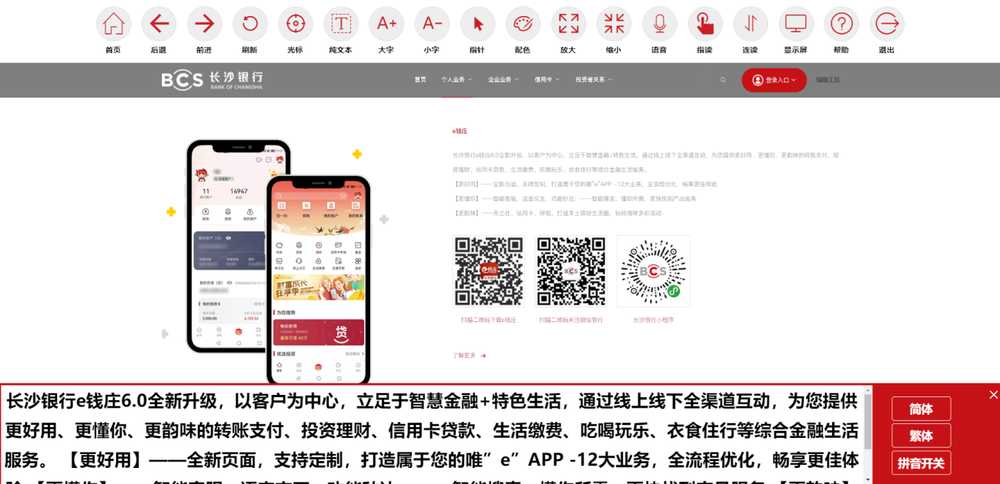 首页 后退 前进 刷新 光标 纯文本 大字 小字 指针 配色 放大 缩小 语音 指读 连读 显示屏 帮助 退出
BCS 长沙银行 BANK OF CHANGSHA
首页 个人业务 企业业务 信用卡 投资者关系 登录入口
e钱庄
长沙银行e钱庄6.0全新升级，以客户为中心，立足于智慧金融+特色生活，通过线上线下全渠道互动，为您提供更好用、更懂你、更韵味的转账支付、投
资理财、信用卡贷款、生活缴费、吃喝玩乐、衣食住行等综合金融生活服务。
【更好用】——全新页面，支持定制，打造属于您的唯"e"APP -12大业务，全流程优化，畅享更佳体验
【更懂你】——智能客服，语音交互，功能秒达；——智能搜索，懂你所需，更快找到产品服务
【更韵味】——弗兰社、信用卡、呼啦，打造本土缤纷生活圈，玩转湘味多彩活动
11 14947
扫一扫
我的信用卡
5,000.00
财富成长
狂享季
为您推荐
快乐秒贷
最高可借 80万
贷
优选投资
BCS
扫描二维码下载e钱庄 扫描二维码关注微信银行 长沙银行小程序
了解更多
长沙银行e钱庄6.0全新升级，以客户为中心，立足于智慧金融+特色生活，通过线上线下全渠道互动，为您提供
更好用、更懂你、更韵味的转账支付、投资理财、信用卡贷款、生活缴费、吃喝玩乐、衣食住行等综合金融生活
服务。 【更好用】——全新页面，支持定制，打造属于您的唯"e"APP -12大业务，全流程优化，畅享更佳体
简体
繁体
拼音开关